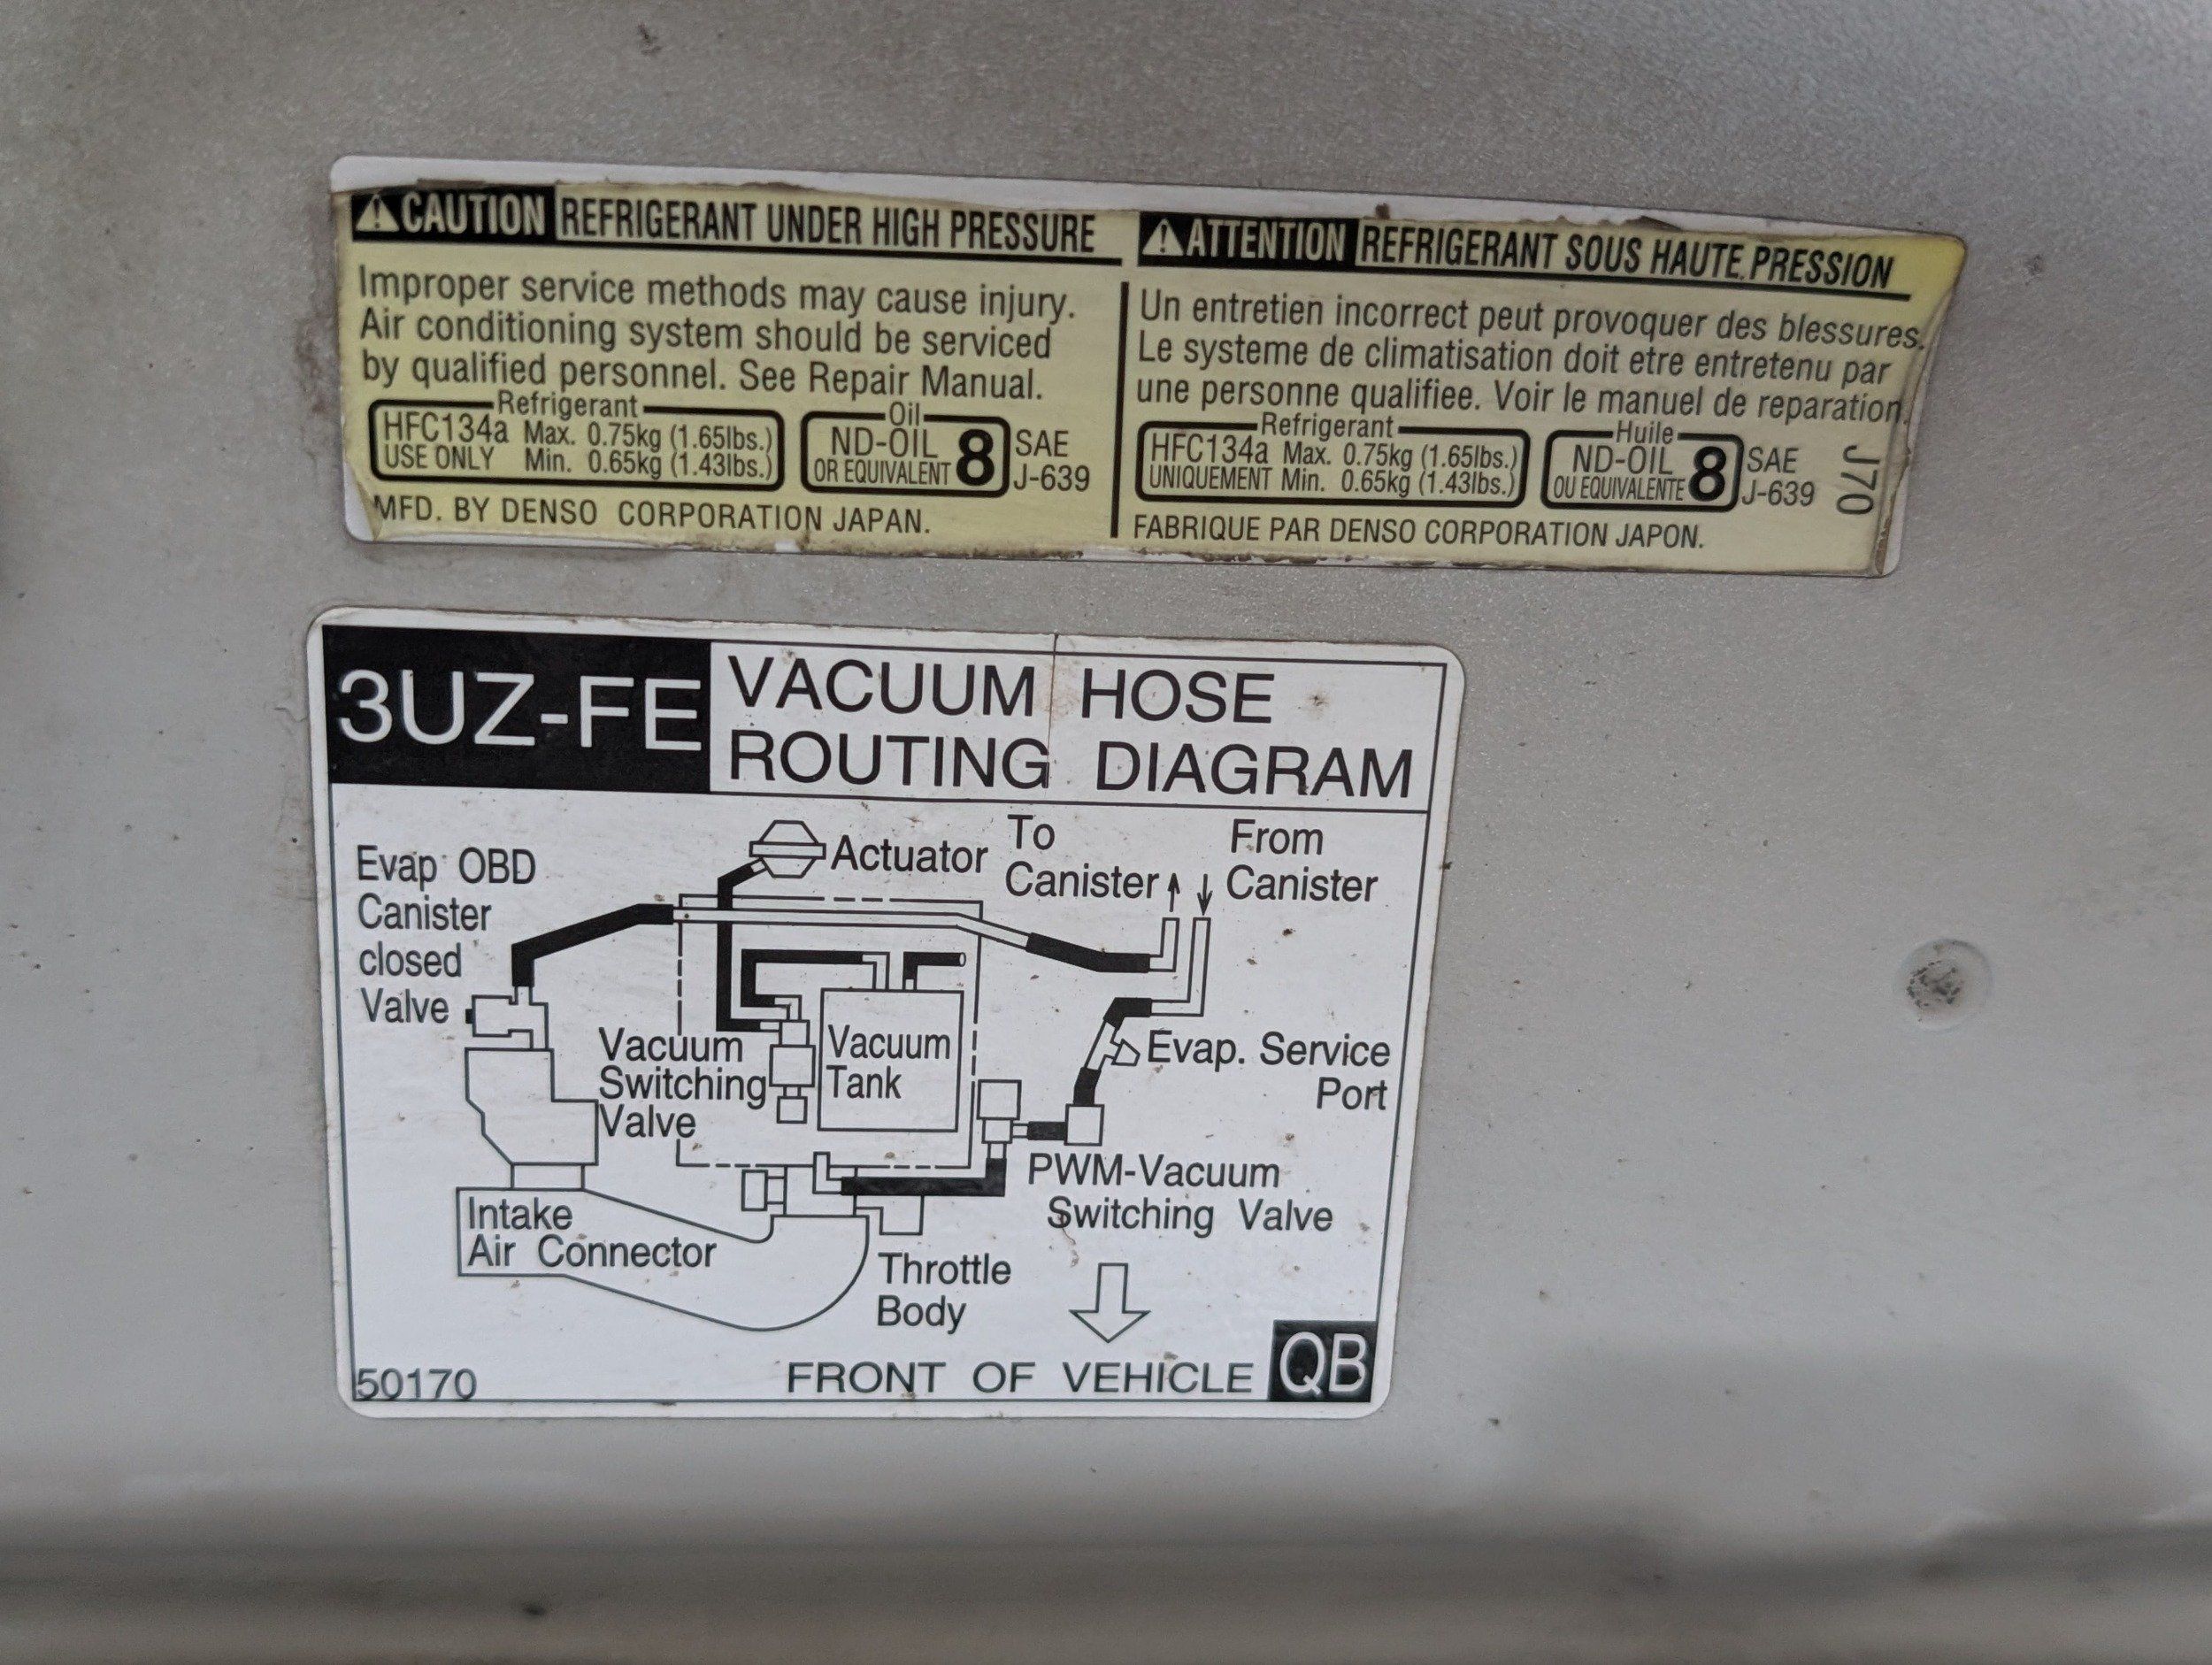 CAUTION REFRIGERANT UNDER HIGH PRESSURE
Improper service methods may cause injury.
Air conditioning system should be serviced
by qualified personnel. See Repair Manual.
Refrigerant
HFC134a Max. 0.75kg (1.65lbs.)
USE ONLY Min. 0.65kg (1.43lbs.)
Oil
ND-OIL 8
OR EQUIVALENT
SAE
J-639
MFD. BY DENSO CORPORATION JAPAN.
ATTENTION REFRIGERANT SOUS HAUTE PRESSION
Un entretien incorrect peut provoquer des blessures.
Le systeme de climatisation doit etre entretenu par
une personne qualifiee. Voir le manuel de reparation.
Refrigerant
HFC134a Max. 0.75kg (1.65lbs.)
UNIQUEMENT Min. 0.65kg (1.43lbs.)
Huile
ND-OIL 8
OU EQUIVALENTE
SAE
J-639
J70
FABRIQUE PAR DENSO CORPORATION JAPON.
3UZ-FE
VACUUM HOSE
ROUTING DIAGRAM
Evap OBD
Canister
closed
Valve
Actuator
To
Canister
From
Canister
Vacuum
Switching
Valve
Vacuum
Tank
Evap. Service
Port
PWM-Vacuum
Switching Valve
Intake
Air Connector
Throttle
Body
50170
FRONT OF VEHICLE
QB